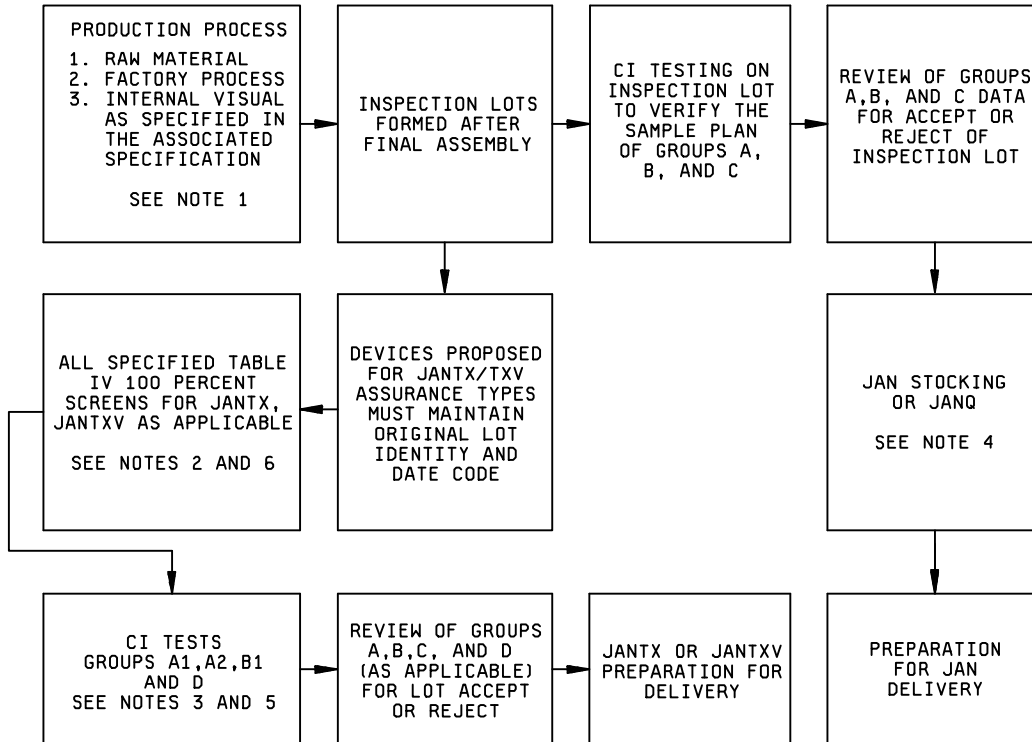 PRODUCTION PROCESS
1. RAW MATERIAL
2. FACTORY PROCESS
3. INTERNAL VISUAL
AS SPECIFIED IN
THE ASSOCIATED
SPECIFICATION
SEE NOTE 1
INSPECTION LOTS
FORMED AFTER
FINAL ASSEMBLY
CI TESTING ON
INSPECTION LOT
TO VERIFY THE
SAMPLE PLAN
OF GROUPS A,
B, AND C
REVIEW OF GROUPS
A,B, AND C DATA
FOR ACCEPT OR
REJECT OF
INSPECTION LOT
ALL SPECIFIED TABLE
IV 100 PERCENT
SCREENS FOR JANTX,
JANTXV AS APPLICABLE
SEE NOTES 2 AND 6
DEVICES PROPOSED
FOR JANTX/TXV
ASSURANCE TYPES
MUST MAINTAIN
ORIGINAL LOT
IDENTITY AND
DATE CODE
JAN STOCKING
OR JANQ
SEE NOTE 4
CI TESTS
GROUPS A1,A2,B1
AND D
SEE NOTES 3 AND 5
REVIEW OF GROUPS
A,B,C, AND D
(AS APPLICABLE)
FOR LOT ACCEPT
OR REJECT
JANTX OR JANTXV
PREPARATION FOR
DELIVERY
PREPARATION
FOR JAN
DELIVERY